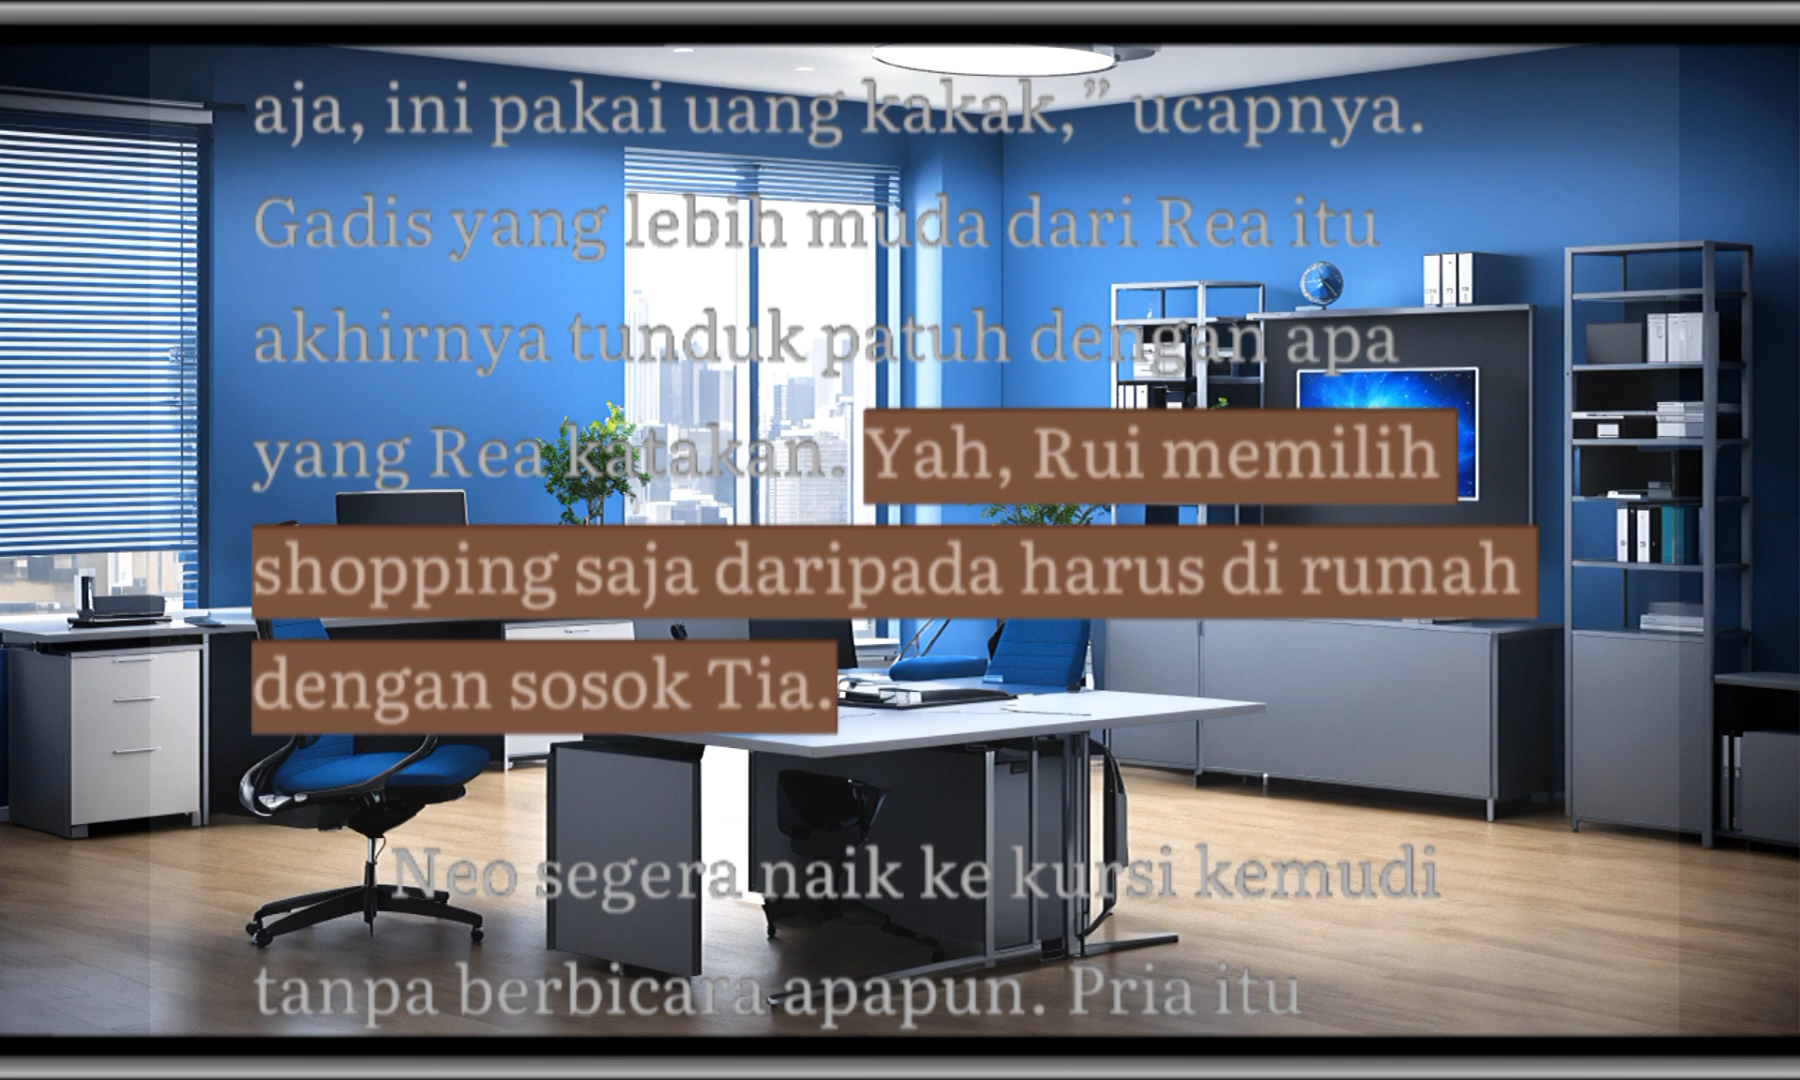 aja, ini pakai uang kakak,” ucapnya.
Gadis yang lebih muda dari Rea itu
akhirnya tunduk patuh dengan apa
yang Rea katakan. Yah, Rui memilih
shopping saja daripada harus di rumah
dengan sosok Tia.
Neo segera naik ke kursi kemudi
tanpa berbicara apapun. Pria itu